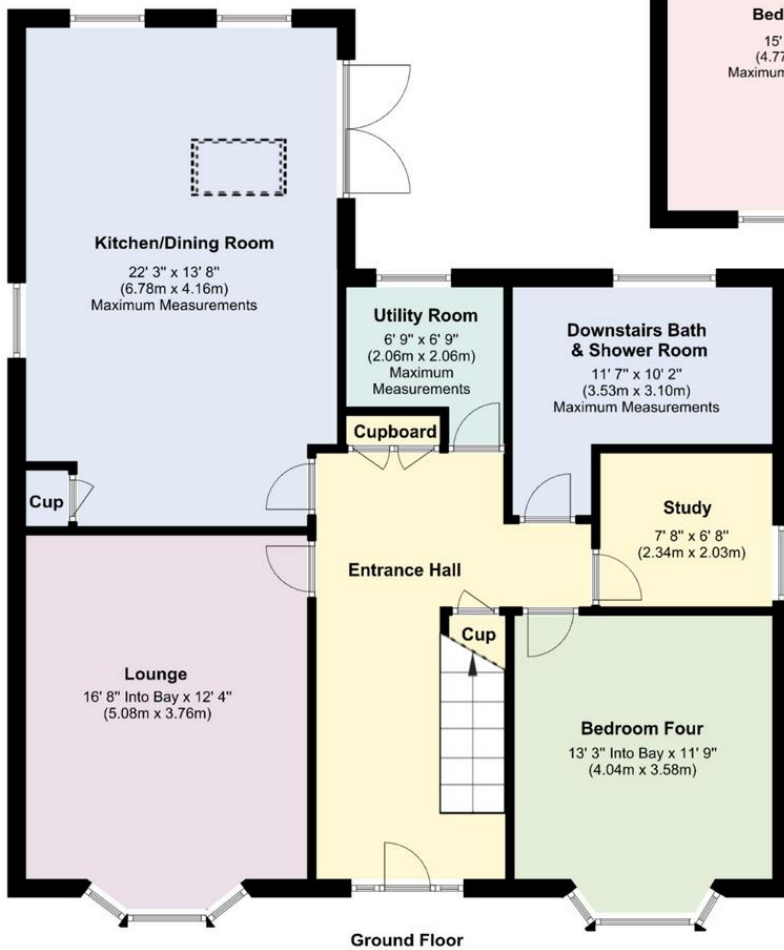 Bed
15'
(4.77
Maximum
Kitchen/Dining Room
22' 3" x 13' 8"
(6.78m x 4.16m)
Maximum Measurements
Utility Room
6' 9" x 6' 9"
(2.06m x 2.06m)
Maximum
Measurements
Downstairs Bath
& Shower Room
11' 7" x 10' 2"
(3.53m x 3.10m)
Maximum Measurements
Cupboard
Cup
Study
7' 8" x 6' 8"
(2.34m x 2.03m)
Entrance Hall
Cup
Lounge
16' 8" Into Bay x 12' 4"
(5.08m x 3.76m)
Bedroom Four
13' 3" Into Bay x 11' 9"
(4.04m x 3.58m)
Ground Floor